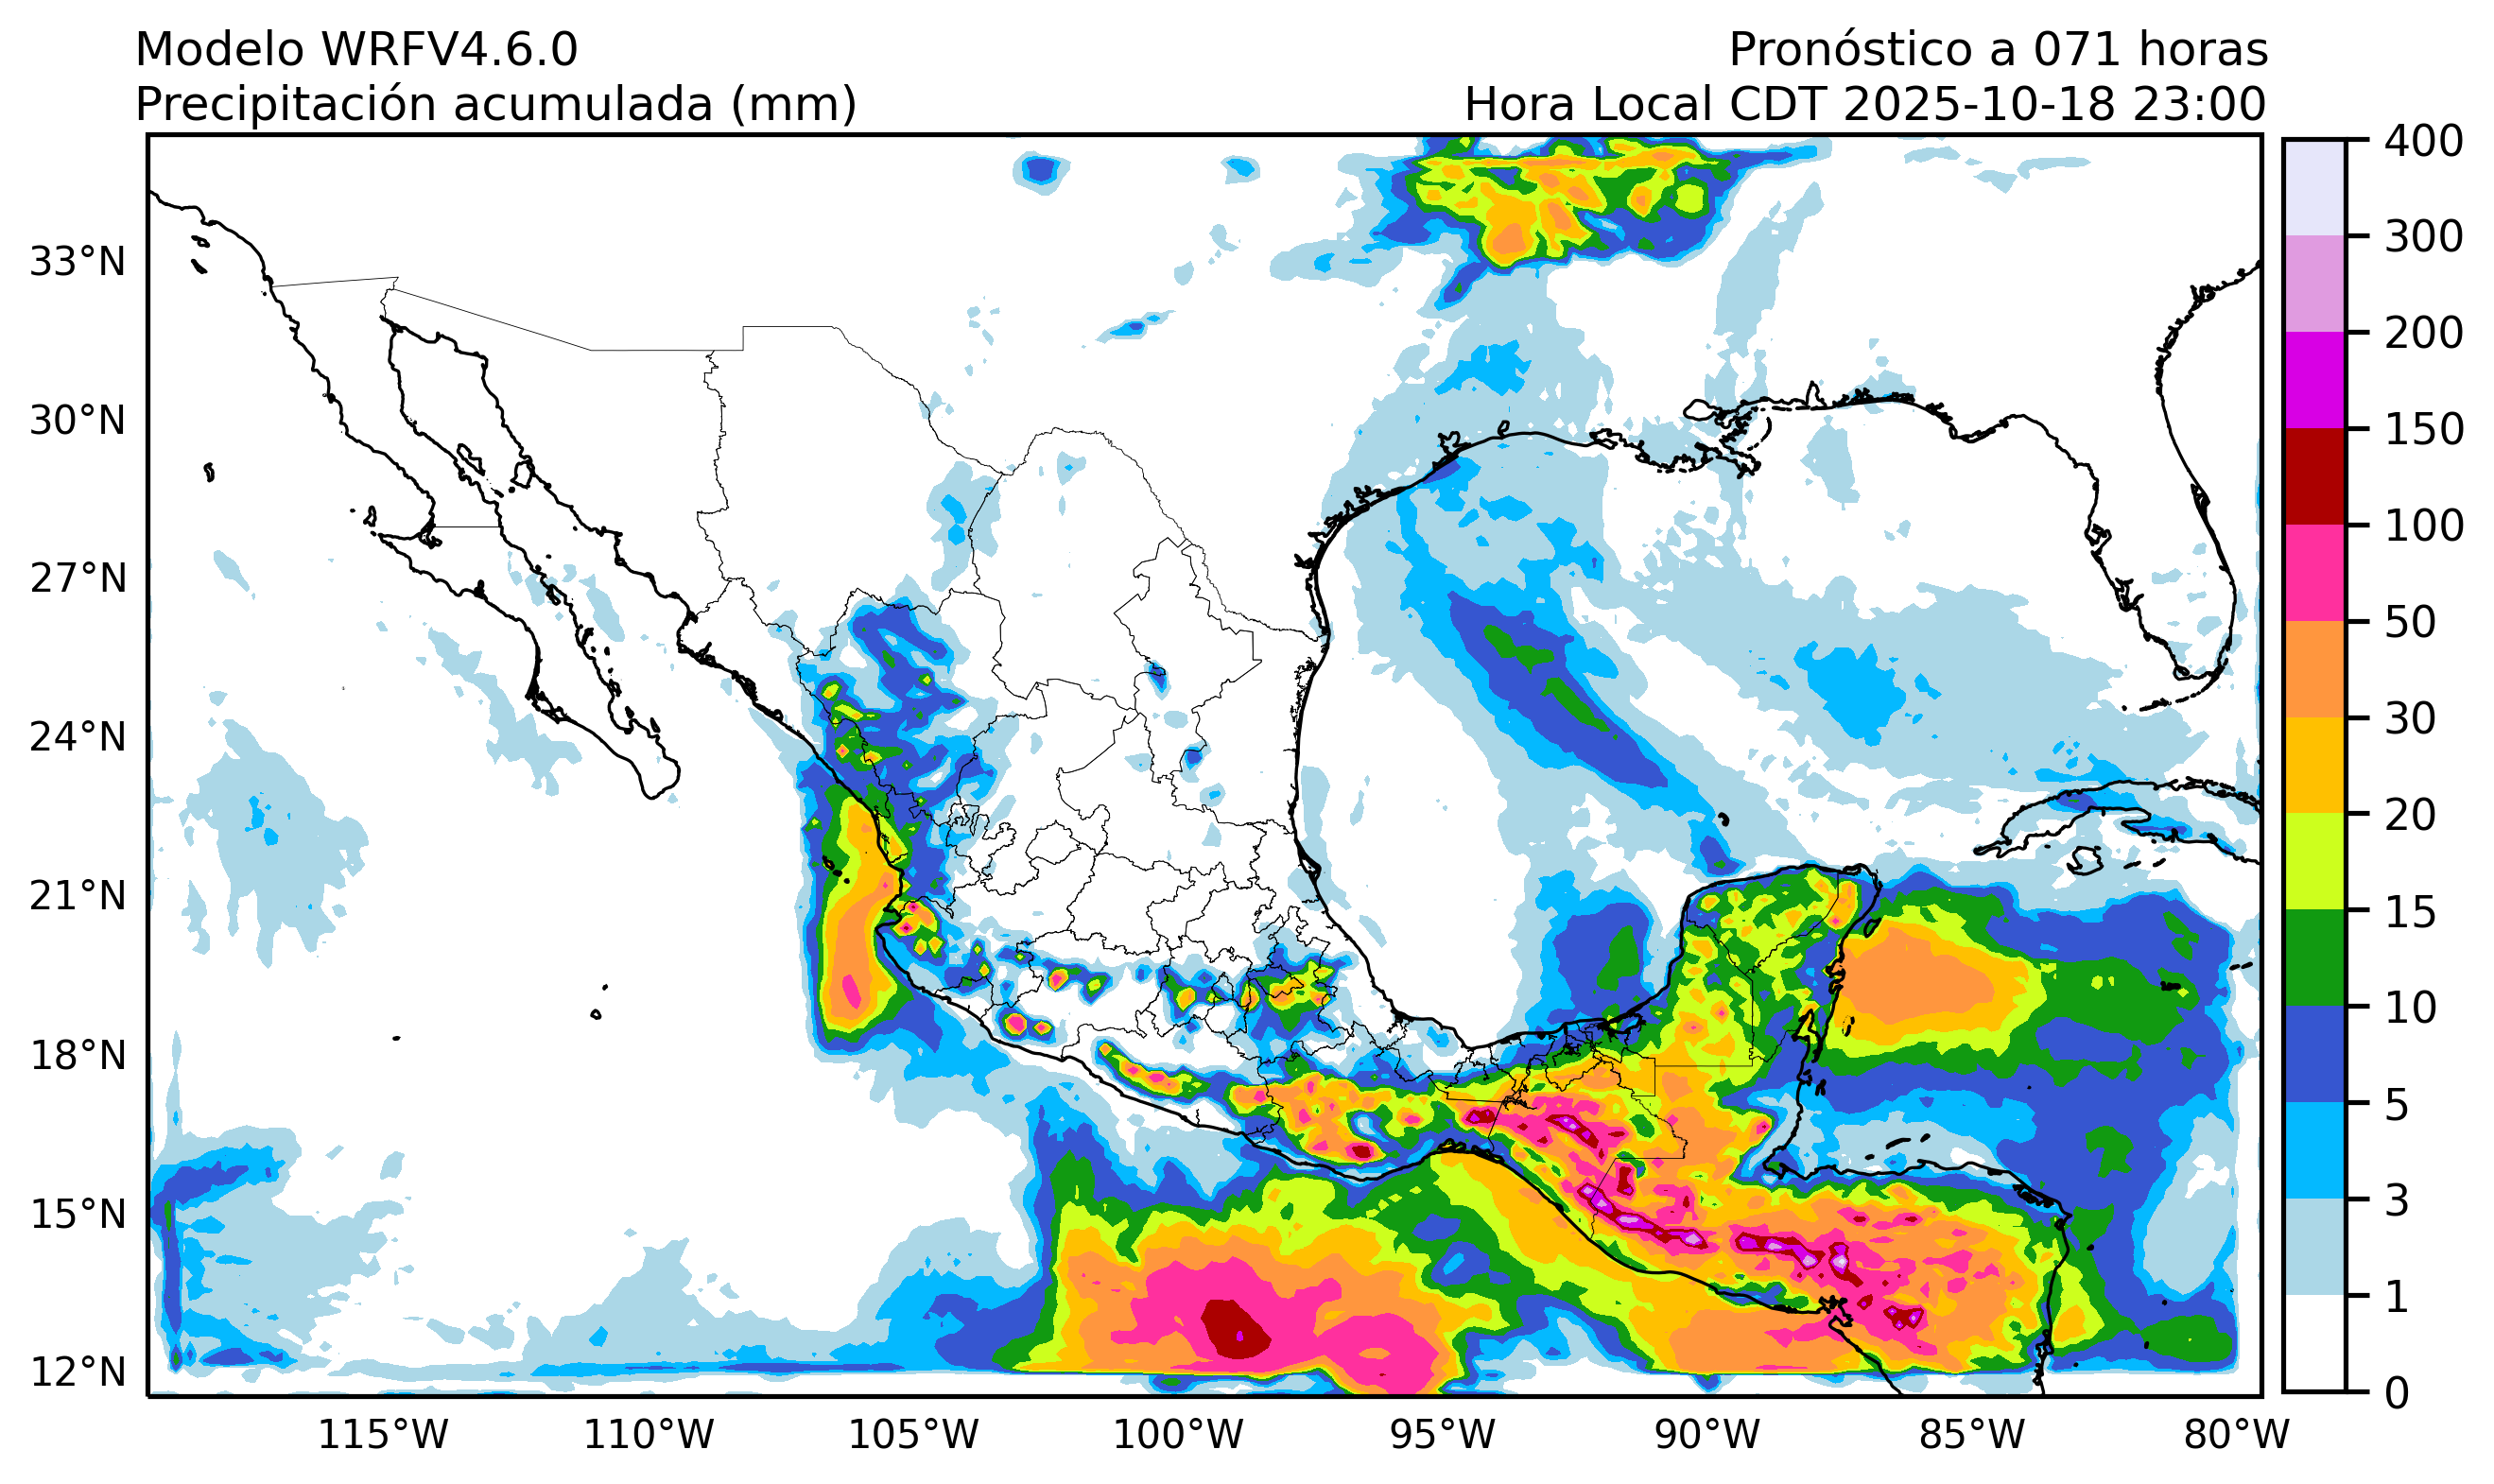 Modelo WRFV4.6.0
Pronóstico a 071 horas
Precipitación acumulada (mm)
Hora Local CDT 2025-10-18 23:00
33°N
30°N
27°N
24°N
21°N
18°N
15°N
12°N
115°W
110°W
105°W
100°W
95°W
90°W
85°W
80°W
400
300
200
150
100
50
30
20
15
10
5
3
1
0